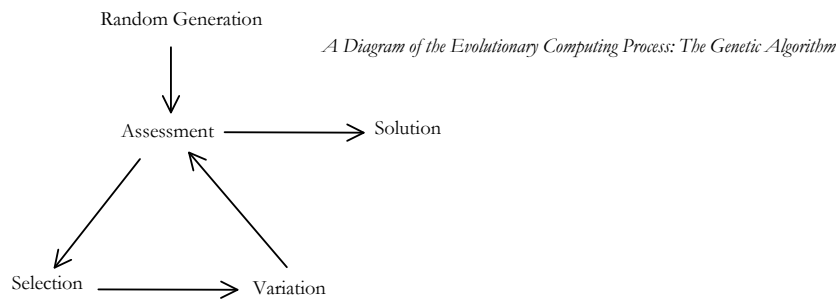 Random Generation
A Diagram of the Evolutionary Computing Process: The Genetic Algorithm
Assessment
Solution
Selection
Variation